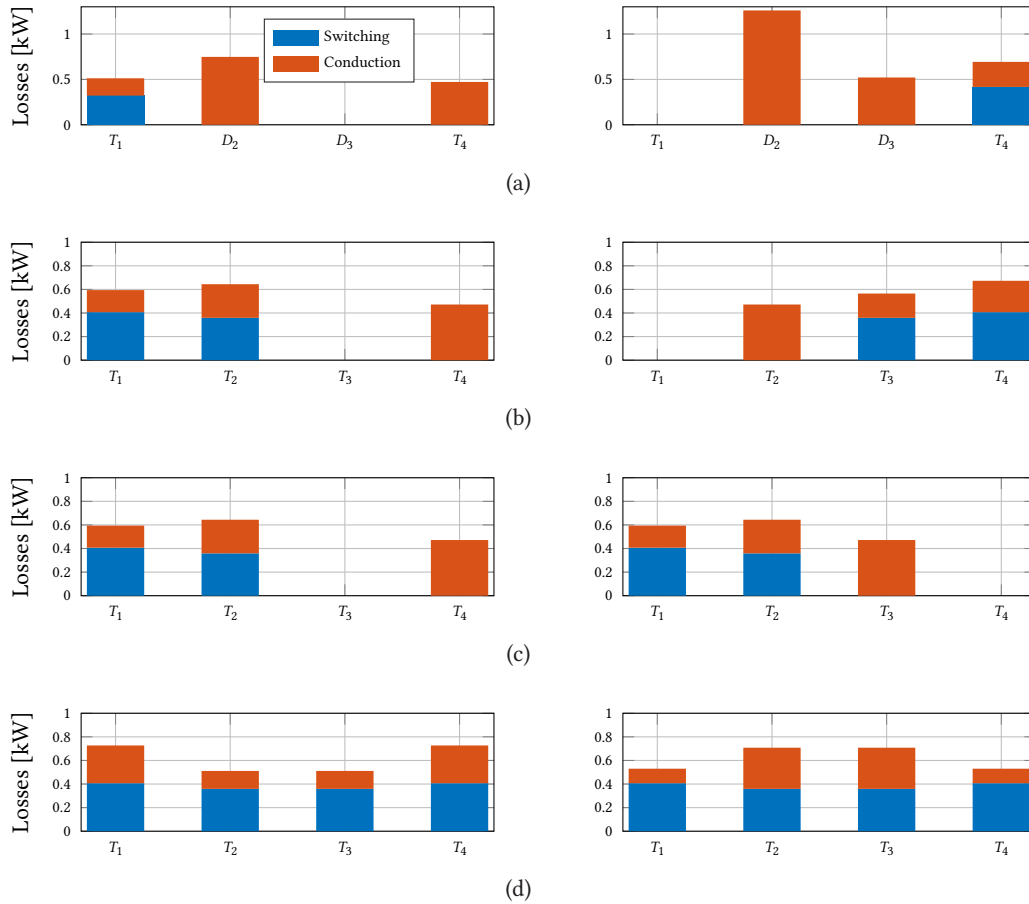 Losses [kW]
1
0.5
0
Switching
Conduction
T1 D2 D3 T4
1
0.5
0
T1 D2 D3 T4
(a)
Losses [kW]
1
0.8
0.6
0.4
0.2
0
T1 T2 T3 T4
1
0.8
0.6
0.4
0.2
0
T1 T2 T3 T4
(b)
Losses [kW]
1
0.8
0.6
0.4
0.2
0
T1 T2 T3 T4
1
0.8
0.6
0.4
0.2
0
T1 T2 T3 T4
(c)
Losses [kW]
1
0.8
0.6
0.4
0.2
0
T1 T2 T3 T4
1
0.8
0.6
0.4
0.2
0
T1 T2 T3 T4
(d)